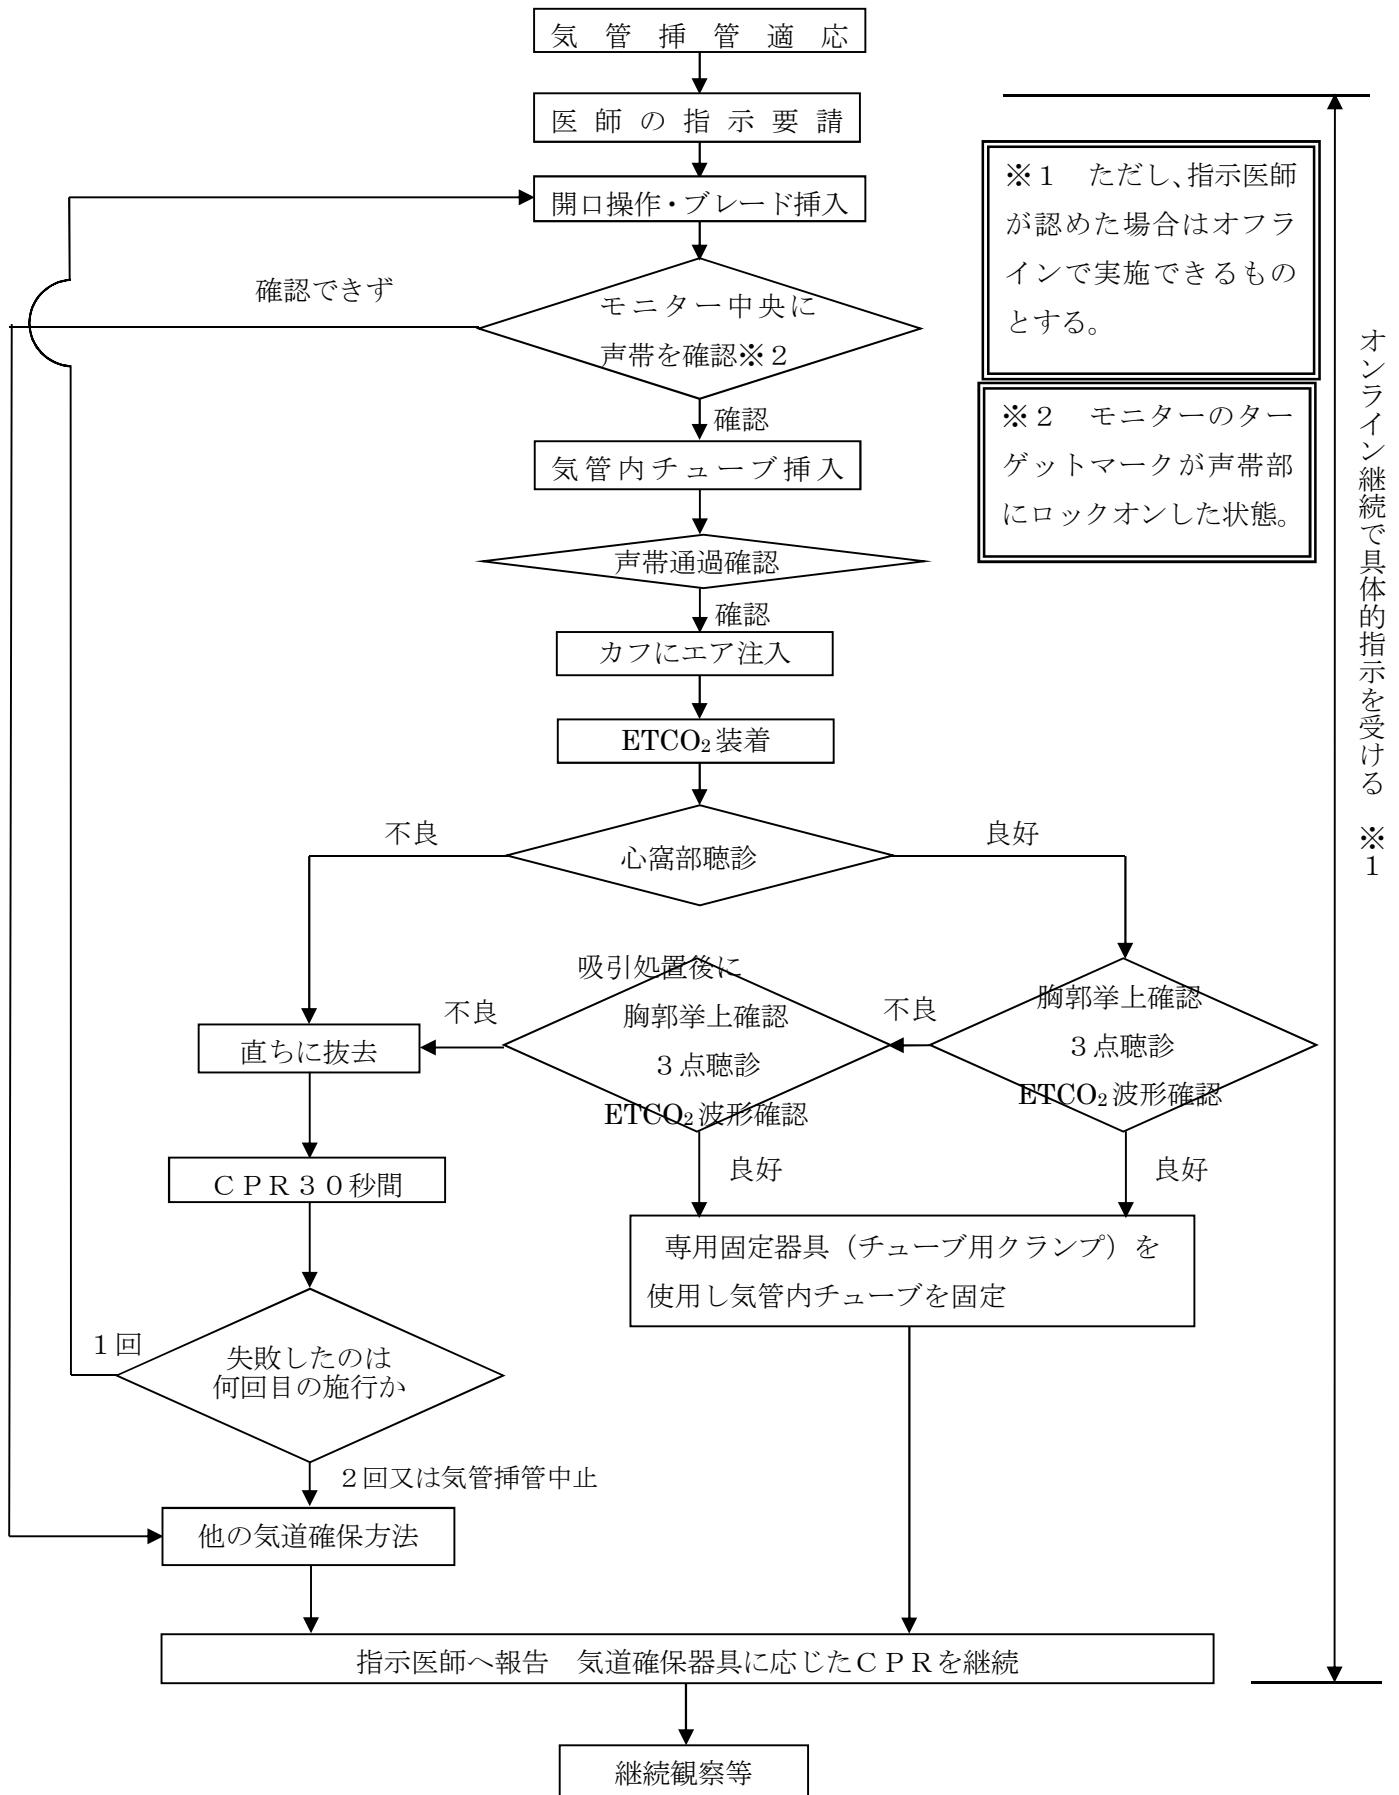 気管挿管適応
医師の指示要請
開口操作・ブレード挿入
※１　ただし、指示医師
が認めた場合はオフラ
インで実施できるもの
とする。
確認できず
モニター中央に
声帯を確認※２
確認
※２　モニターのター
ゲットマークが声帯部
にロックオンした状態。
オンライン継続で具体的指示を受ける　※１
気管内チューブ挿入
声帯通過確認
確認
カフにエア注入
ETCO₂装着
不良
心窩部聴診
良好
吸引処置後に
胸郭挙上確認
３点聴診
ETCO₂波形確認
不良
胸郭挙上確認
３点聴診
ETCO₂波形確認
不良
直ちに抜去
良好
良好
ＣＰＲ３０秒間
専用固定器具（チューブ用クランプ）を
使用し気管内チューブを固定
１回
失敗したのは
何回目の施行か
２回又は気管挿管中止
他の気道確保方法
指示医師へ報告　気道確保器具に応じたＣＰＲを継続
継続観察等